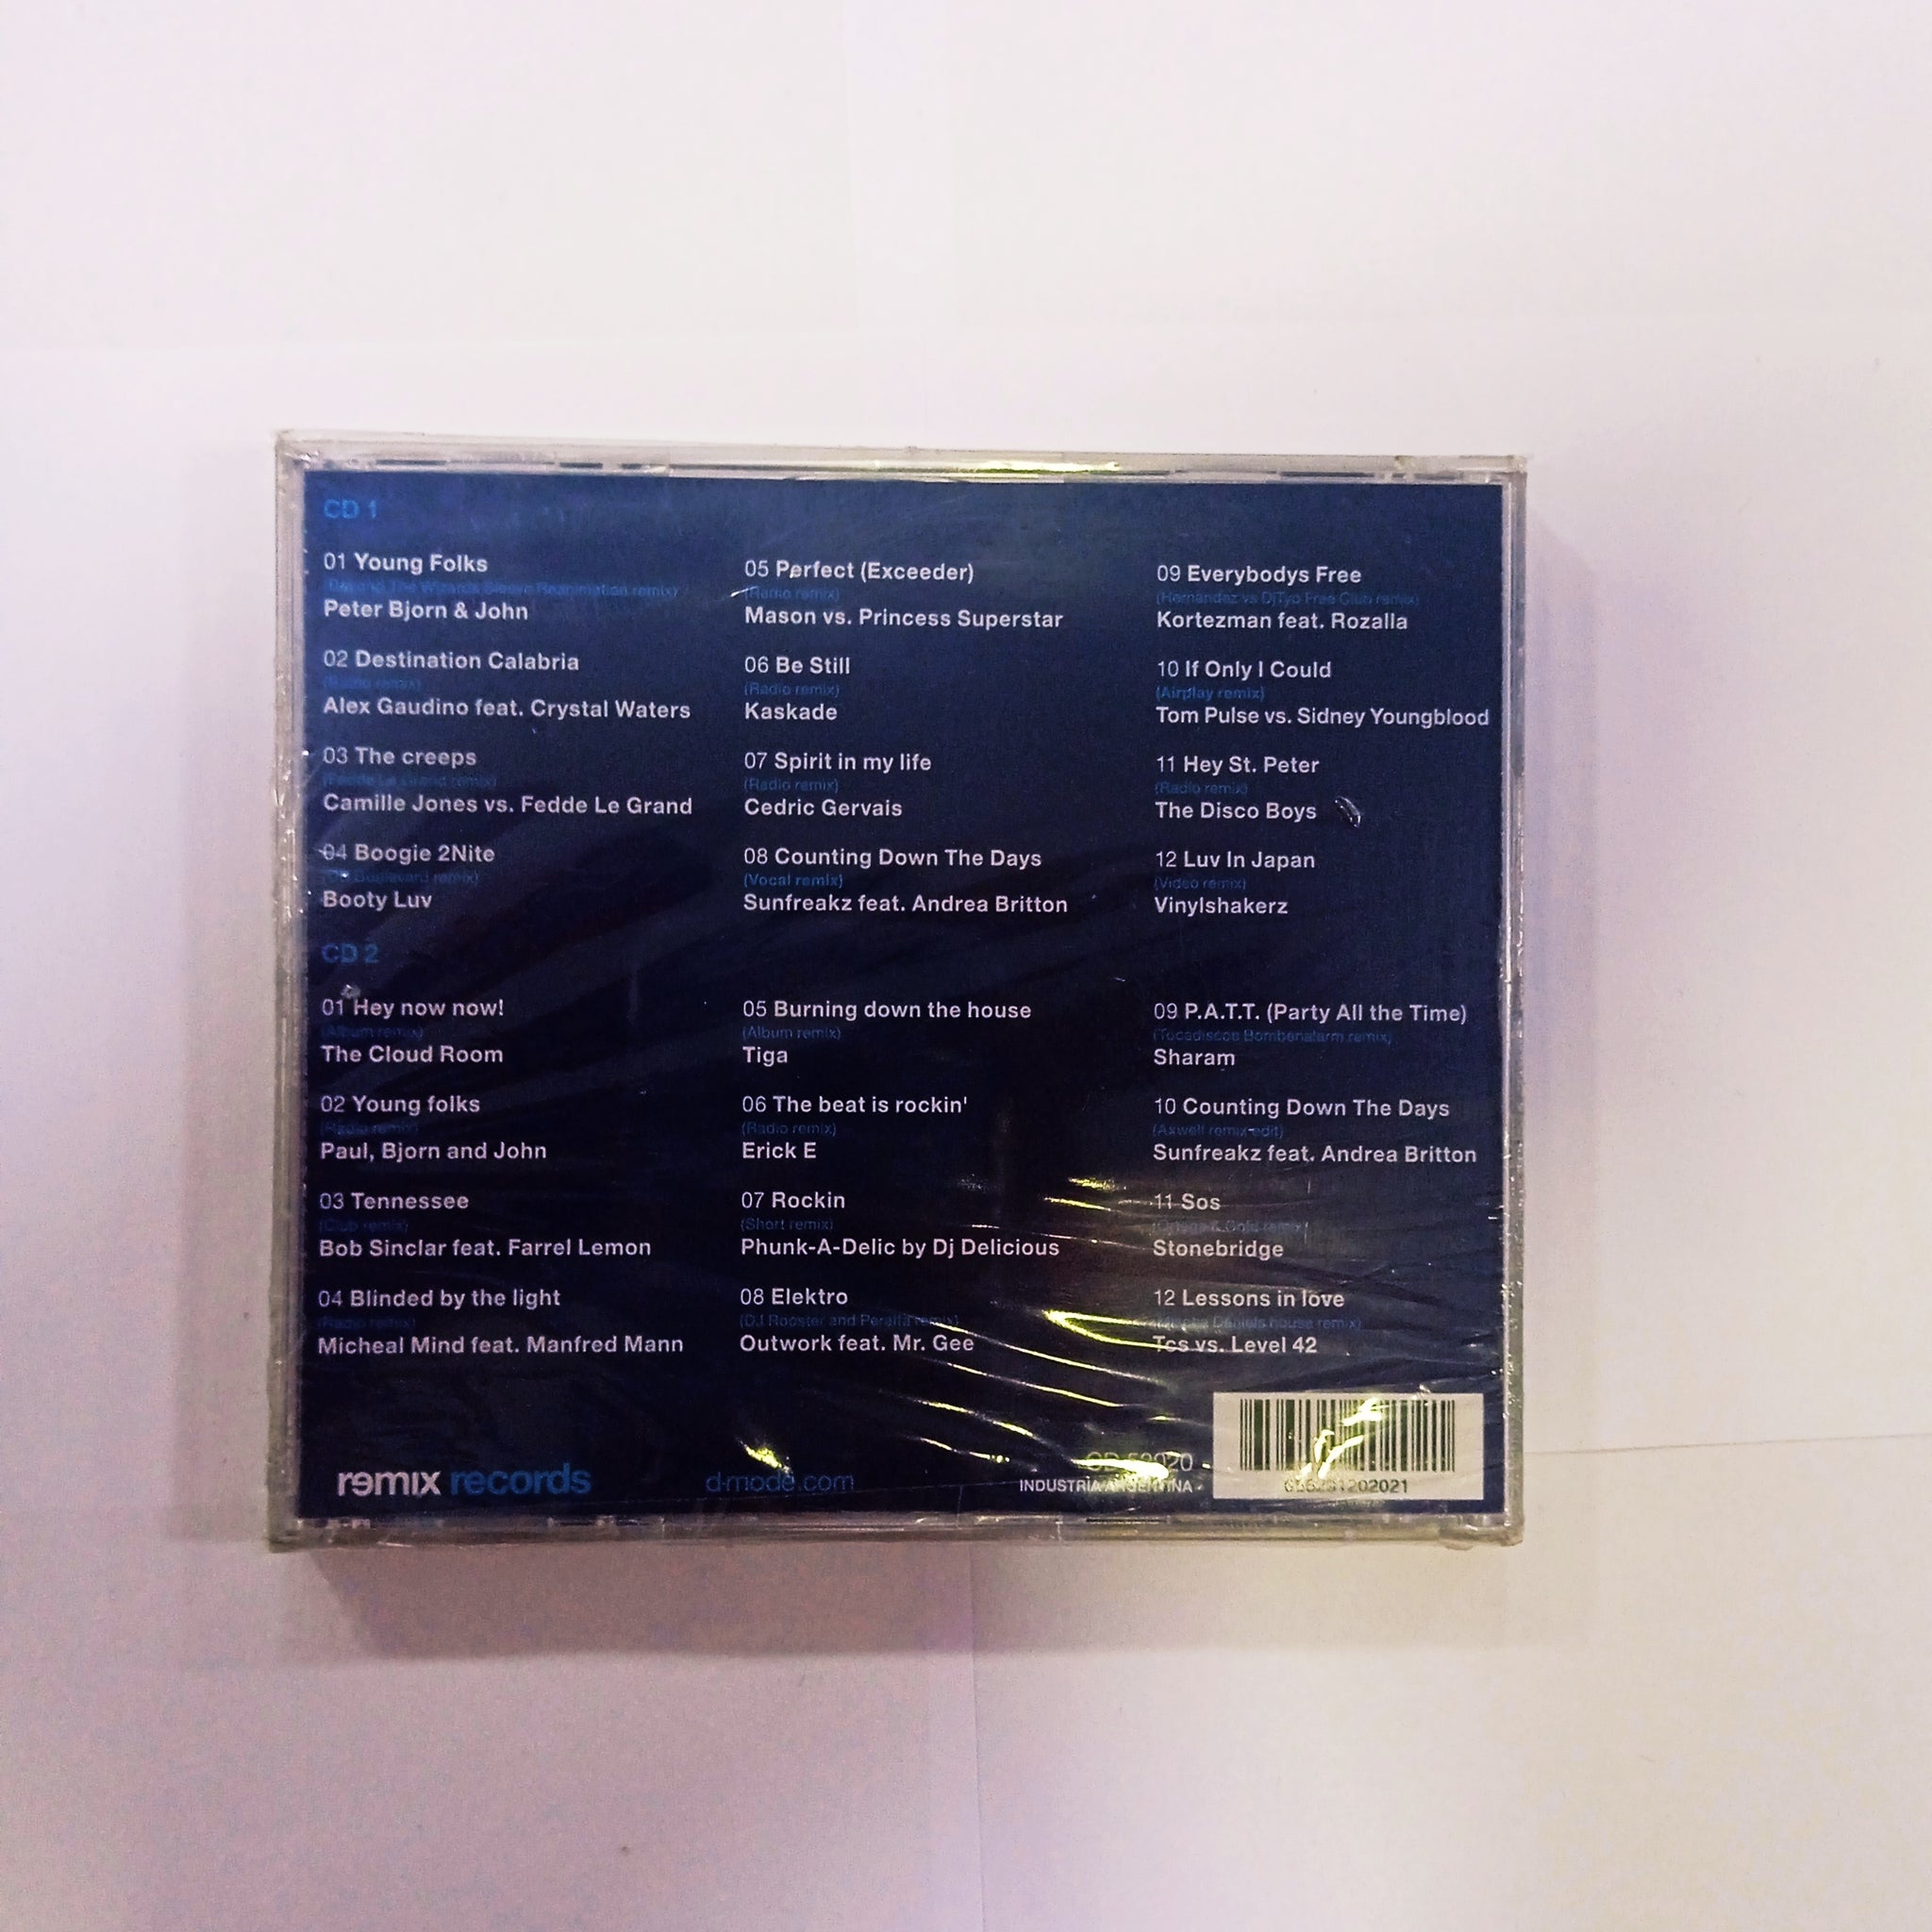 CD 1
01 Young Folks
Peter Bjorn & John
02 Destination Calabria
(Radio remix)
Alex Gaudino feat. Crystal Waters
03 The creeps
(Fedde Le Grand remix)
Camille Jones vs. Fedde Le Grand
04 Boogie 2Nite
Booty Luv
05 Perfect (Exceeder)
(Radio remix)
Mason vs. Princess Superstar
06 Be Still
(Radio remix)
Kaskade
07 Spirit in my life
(Radio remix)
Cedric Gervais
08 Counting Down The Days
(Vocal remix)
Sunfreakz feat. Andrea Britton
09 Everybodys Free
Kortezman feat. Rozalla
10 If Only I Could
(Airplay remix)
Tom Pulse vs. Sidney Youngblood
11 Hey St. Peter
(Radio remix)
The Disco Boys
12 Luv In Japan
(Video remix)
Vinylshakerz
CD 2
01 Hey now now!
(Album remix)
The Cloud Room
02 Young folks
(Radio remix)
Paul, Bjorn and John
03 Tennessee
(Club remix)
Bob Sinclar feat. Farrel Lemon
04 Blinded by the light
(Radio remix)
Micheal Mind feat. Manfred Mann
05 Burning down the house
(Album remix)
Tiga
06 The beat is rockin'
(Radio remix)
Erick E
07 Rockin
(Short remix)
Phunk-A-Delic by Dj Delicious
08 Elektro
(DJ Rooster and Peralta remix)
Outwork feat. Mr. Gee
09 P.A.T.T. (Party All the Time)
Sharam
10 Counting Down The Days
(Axwell remix edit)
Sunfreakz feat. Andrea Britton
11 Sos
Stonebridge
12 Lessons in love
Tcs vs. Level 42
remix records
d-mode.com
INDUSTRIA ARGENTINA